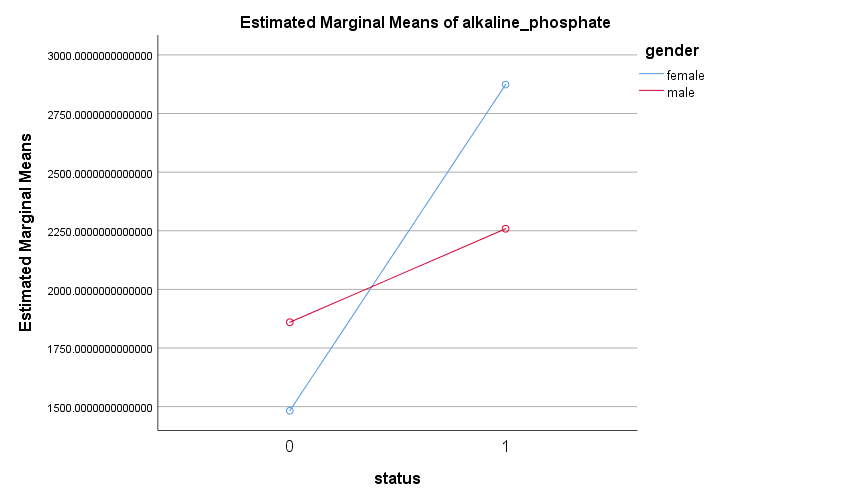 Estimated Marginal Means of alkaline_phosphate
gender
female
male
Estimated Marginal Means
3000.0000000000000
2750.0000000000000
2500.0000000000000
2250.0000000000000
2000.0000000000000
1750.0000000000000
1500.0000000000000
0
1
status